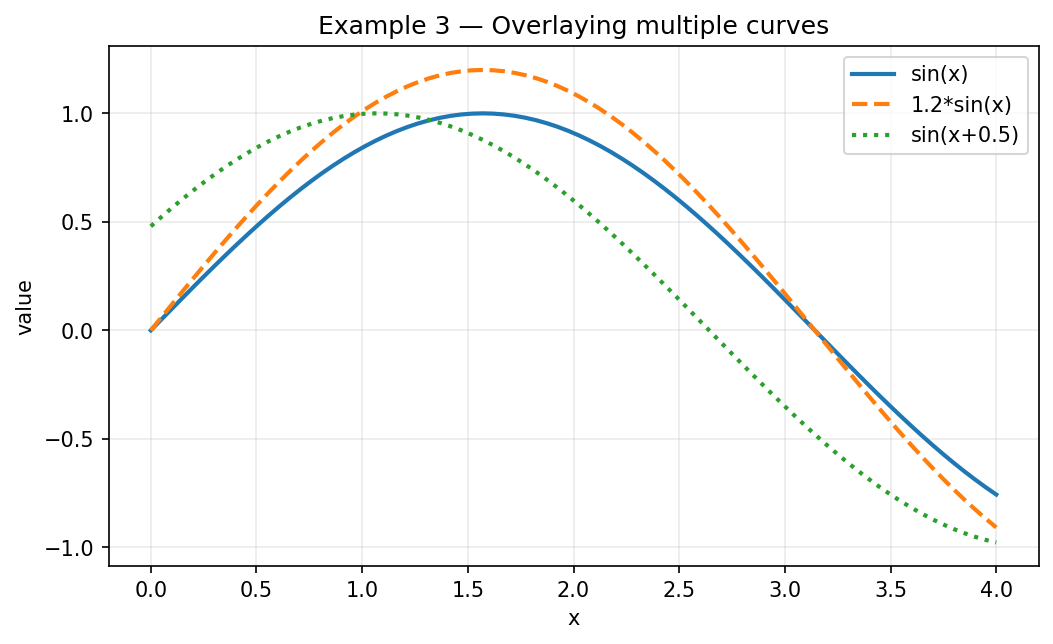 Example 3 — Overlaying multiple curves
sin(x)
1.2*sin(x)
sin(x+0.5)
value
1.0
0.5
0.0
−0.5
−1.0
0.0 0.5 1.0 1.5 2.0 2.5 3.0 3.5 4.0
x